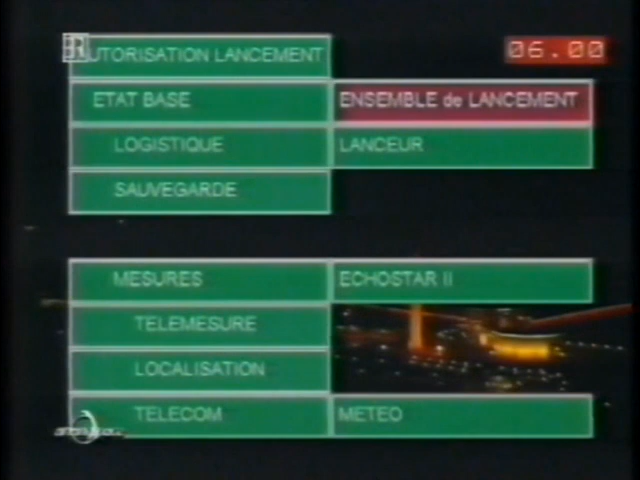 UTORISATION LANCEMENT
06.00
ETAT BASE
ENSEMBLE de LANCEMENT
LOGISTIQUE
LANCEUR
SAUVEGARDE
MESURES
ECHOSTAR II
TELEMESURE
LOCALISATION
TELECOM
METEO